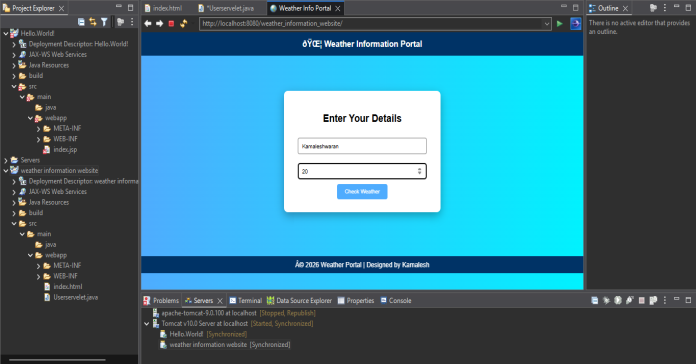 Project Explorer
index.html
*Userservlet.java
Weather Info Portal
Outline
http://localhost:8080/weather_information_website/
There is no active editor that provides
an outline.
Hello.World!
Deployment Descriptor: Hello.World!
JAX-WS Web Services
Java Resources
build
src
main
java
webapp
META-INF
WEB-INF
index.jsp
Servers
weather information website
Deployment Descriptor: weather informa
JAX-WS Web Services
Java Resources
build
src
main
java
webapp
META-INF
WEB-INF
index.html
Userservlet.java
ðŸŒ¦ Weather Information Portal
Enter Your Details
Kamaleshwaran
20
Check Weather
Â© 2026 Weather Portal | Designed by Kamalesh
Problems
Servers
Terminal
Data Source Explorer
Properties
Console
apache-tomcat-9.0.100 at localhost [Stopped, Republish]
Tomcat v10.0 Server at localhost [Started, Synchronized]
Hello.World! [Synchronized]
weather information website [Synchronized]